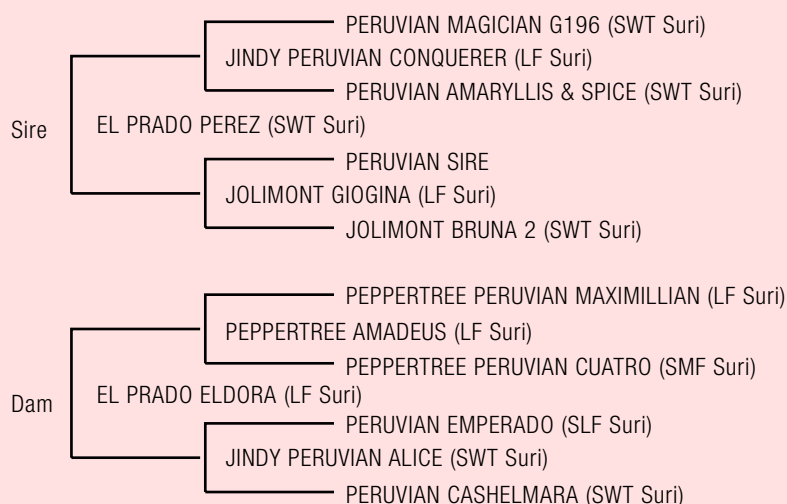 PERUVIAN MAGICIAN G196 (SWT Suri)
JINDY PERUVIAN CONQUERER (LF Suri)
PERUVIAN AMARYLLIS & SPICE (SWT Suri)
Sire
EL PRADO PEREZ (SWT Suri)
PERUVIAN SIRE
JOLIMONT GIOGINA (LF Suri)
JOLIMONT BRUNA 2 (SWT Suri)
PEPPERTREE PERUVIAN MAXIMILLIAN (LF Suri)
PEPPERTREE AMADEUS (LF Suri)
PEPPERTREE PERUVIAN CUATRO (SMF Suri)
Dam
EL PRADO ELDORA (LF Suri)
PERUVIAN EMPERADO (SLF Suri)
JINDY PERUVIAN ALICE (SWT Suri)
PERUVIAN CASHELMARA (SWT Suri)